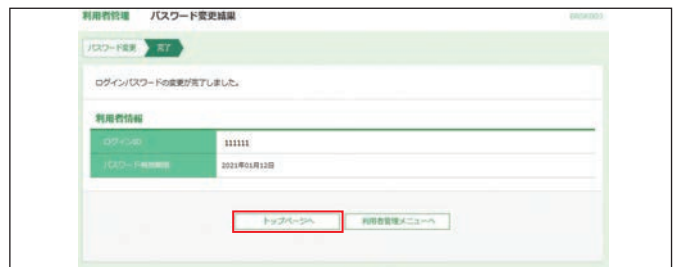 利用者管理 パスワード変更結果 BRSK003
パスワード変更 完了
ログインパスワードの変更が完了しました。
利用者情報
ログインID 111111
パスワード有効期限 2021年01月12日
トップページへ 利用者管理メニューへ